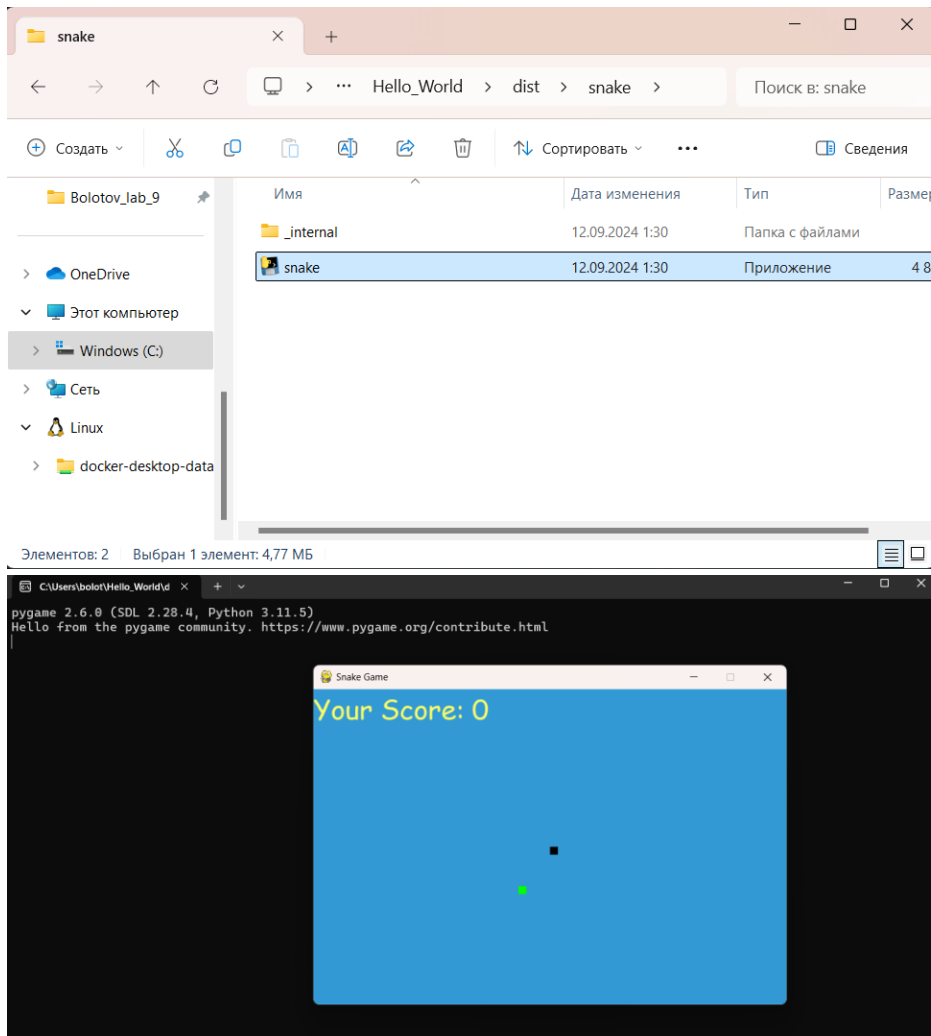 snake
Hello_World > dist > snake >
Поиск в: snake
Создать
Сортировать
Сведения
Bolotov_lab_9
Имя
Дата изменения
Тип
Размер
_internal
12.09.2024 1:30
Папка с файлами
snake
12.09.2024 1:30
Приложение
4 8
OneDrive
Этот компьютер
Windows (C:)
Сеть
Linux
docker-desktop-data
Элементов: 2
Выбран 1 элемент: 4,77 МБ
C:\Users\bolot\Hello_World\d
pygame 2.6.0 (SDL 2.28.4, Python 3.11.5)
Hello from the pygame community. https://www.pygame.org/contribute.html
Snake Game
Your Score: 0